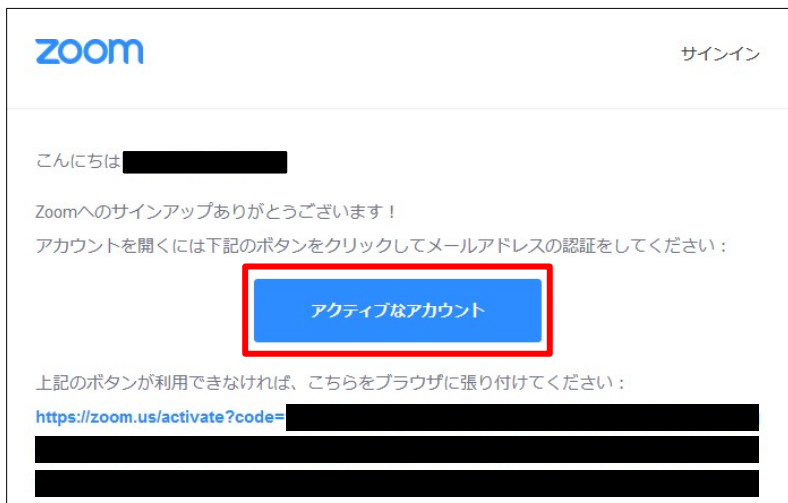 zoom
サインイン
こんにちは
Zoomへのサインアップありがとうございます！
アカウントを開くには下記のボタンをクリックしてメールアドレスの認証をしてください：
アクティブなアカウント
上記のボタンが利用できなければ、こちらをブラウザに張り付けてください：
https://zoom.us/activate?code=